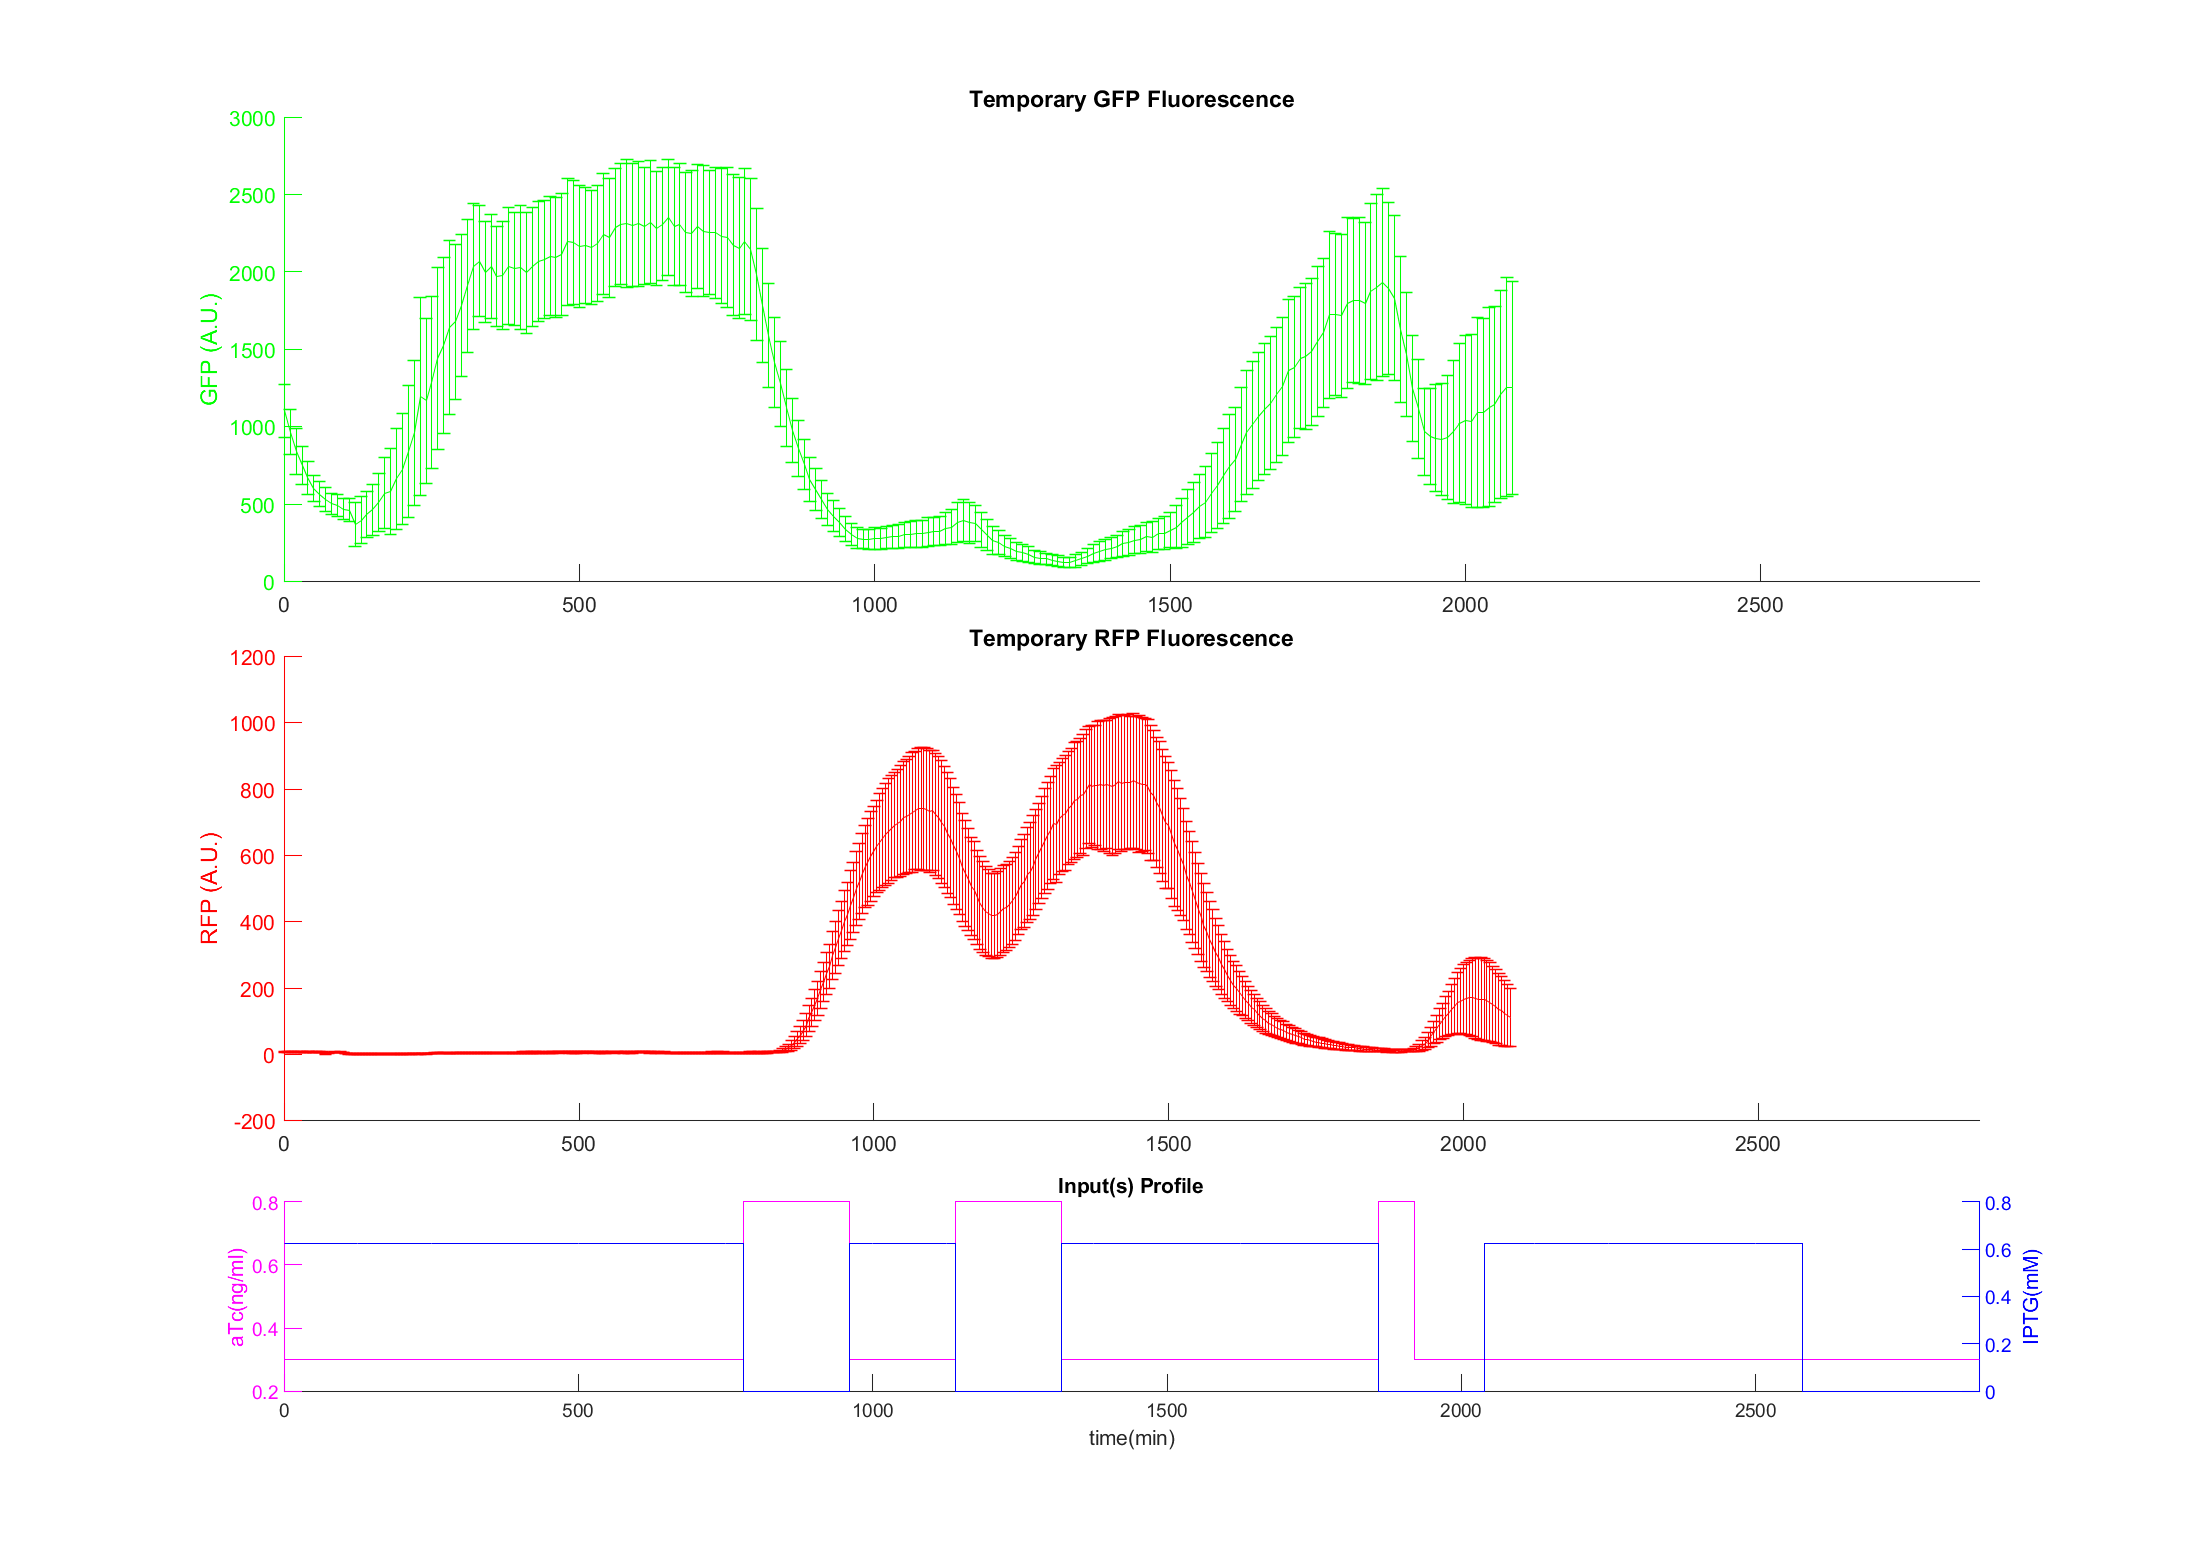 Temporary GFP Fluorescence
3000
2500
2000
1500
1000
500
0
GFP (A.U.)
0 500 1000 1500 2000 2500
Temporary RFP Fluorescence
1200
1000
800
600
400
200
0
-200
RFP (A.U.)
0 500 1000 1500 2000 2500
Input(s) Profile
0.8
0.6
0.4
0.2
aTc(ng/ml)
0.8
0.6
0.4
0.2
0
IPTG(mM)
0 500 1000 1500 2000 2500
time(min)